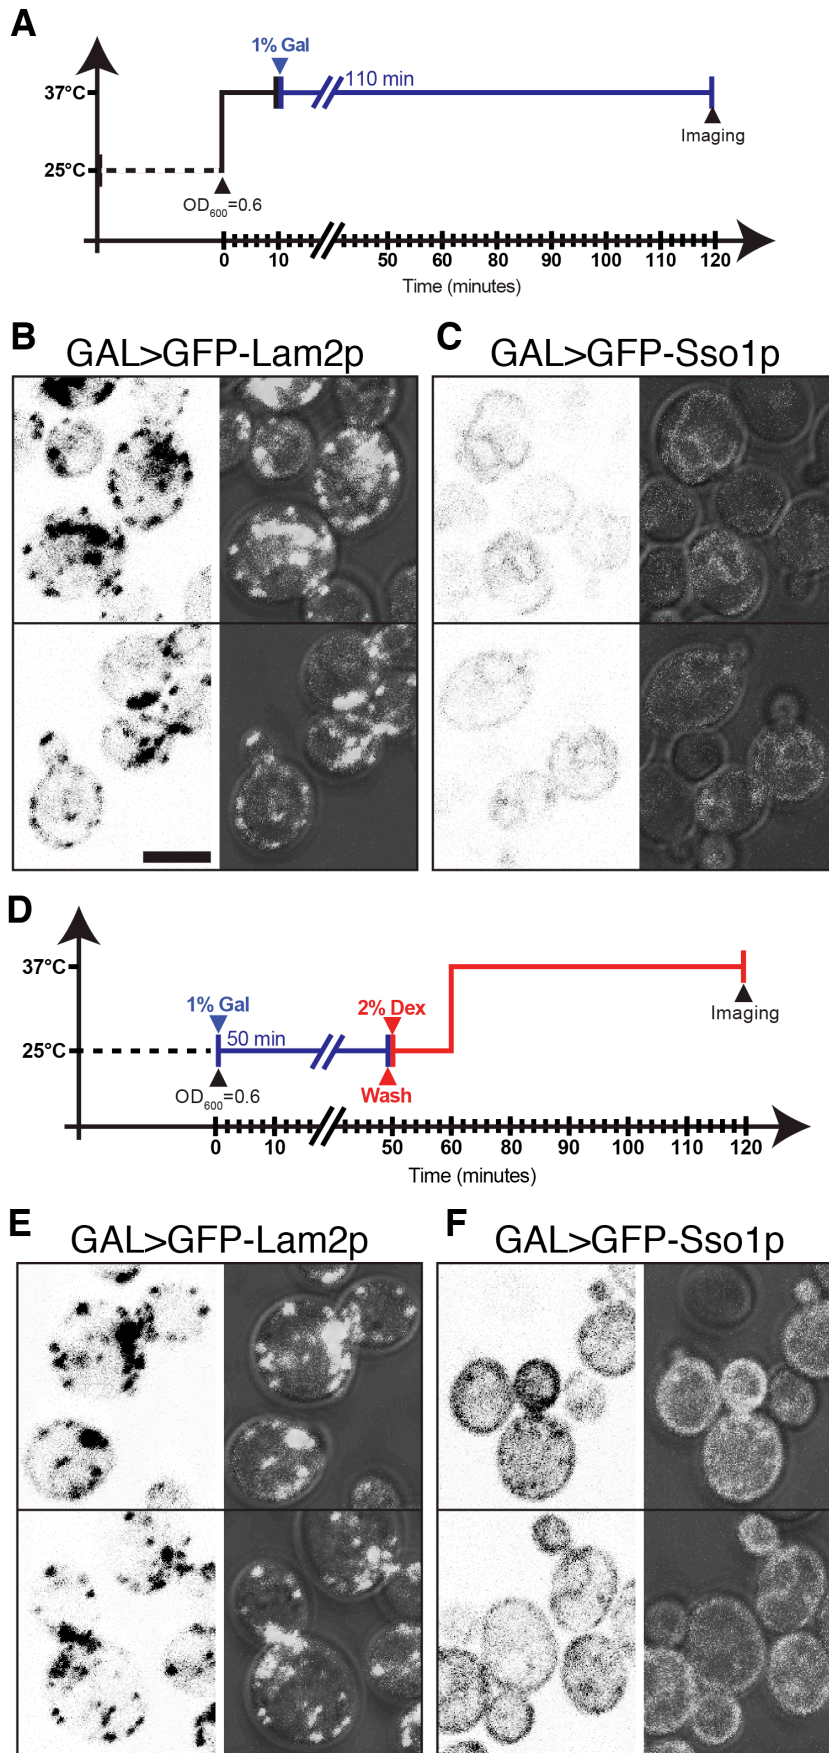 A
1% Gal
37°C
110 min
Imaging
25°C
OD600=0.6
0 10 50 60 70 80 90 100 110 120
Time (minutes)
B GAL>GFP-Lam2p
C GAL>GFP-Sso1p
D
37°C
1% Gal
2% Dex
Imaging
50 min
25°C
OD600=0.6
Wash
0 10 50 60 80 90 100 110 120
Time (minutes)
E GAL>GFP-Lam2p
F GAL>GFP-Sso1p